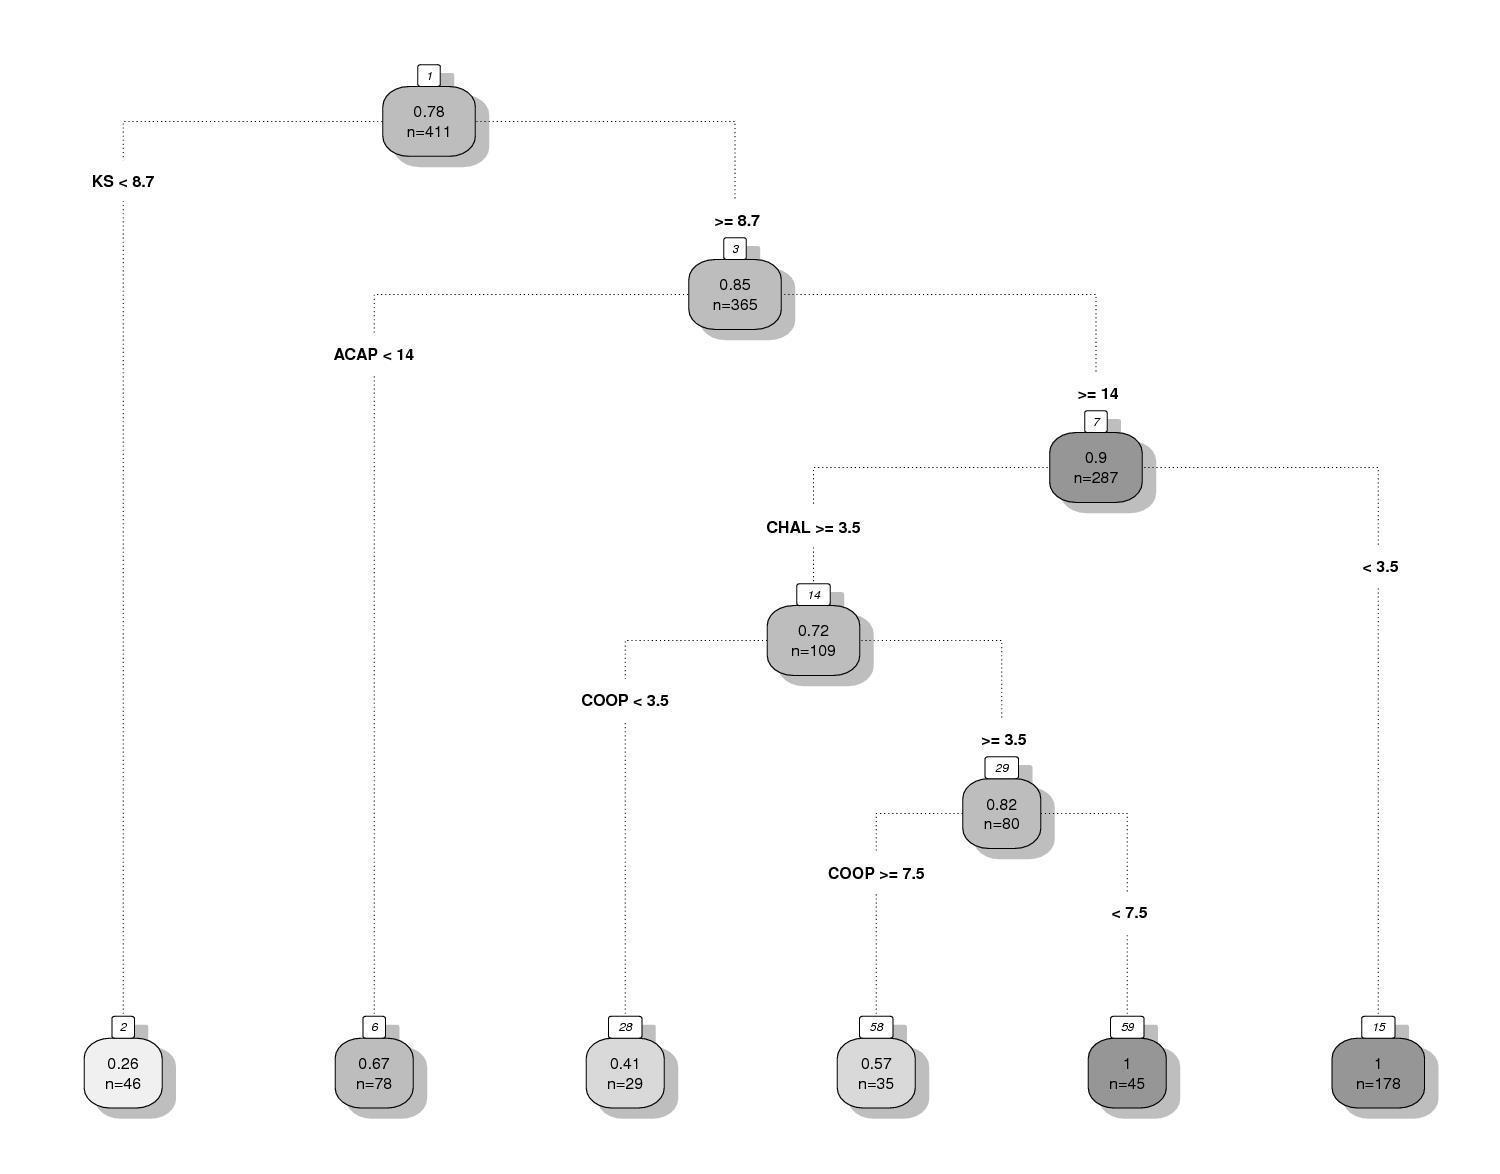 1
0.78
n=411
KS < 8.7
>= 8.7
3
0.85
n=365
ACAP < 14
>= 14
7
0.9
n=287
CHAL >= 3.5
< 3.5
14
0.72
n=109
COOP < 3.5
>= 3.5
29
0.82
n=80
COOP >= 7.5
< 7.5
2
0.26
n=46
6
0.67
n=78
28
0.41
n=29
58
0.57
n=35
59
1
n=45
15
1
n=178